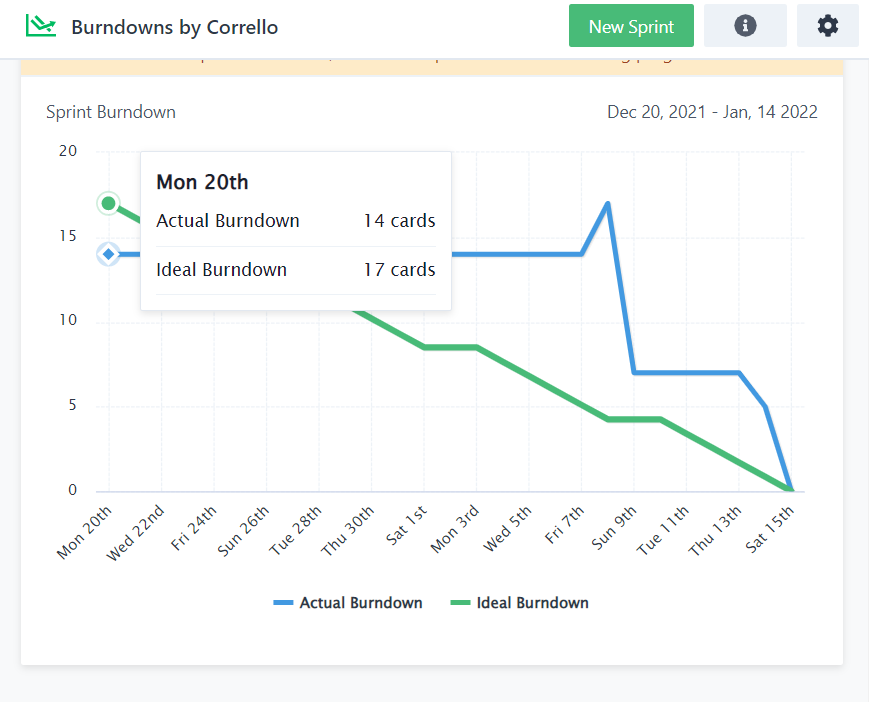 Burndowns by Corrello
New Sprint
Sprint Burndown
Dec 20, 2021 - Jan, 14 2022
20
15
10
5
0
Mon 20th
Actual Burndown 14 cards
Ideal Burndown 17 cards
Mon 20th
Wed 22nd
Fri 24th
Sun 26th
Tue 28th
Thu 30th
Sat 1st
Mon 3rd
Wed 5th
Fri 7th
Sun 9th
Tue 11th
Thu 13th
Sat 15th
Actual Burndown
Ideal Burndown